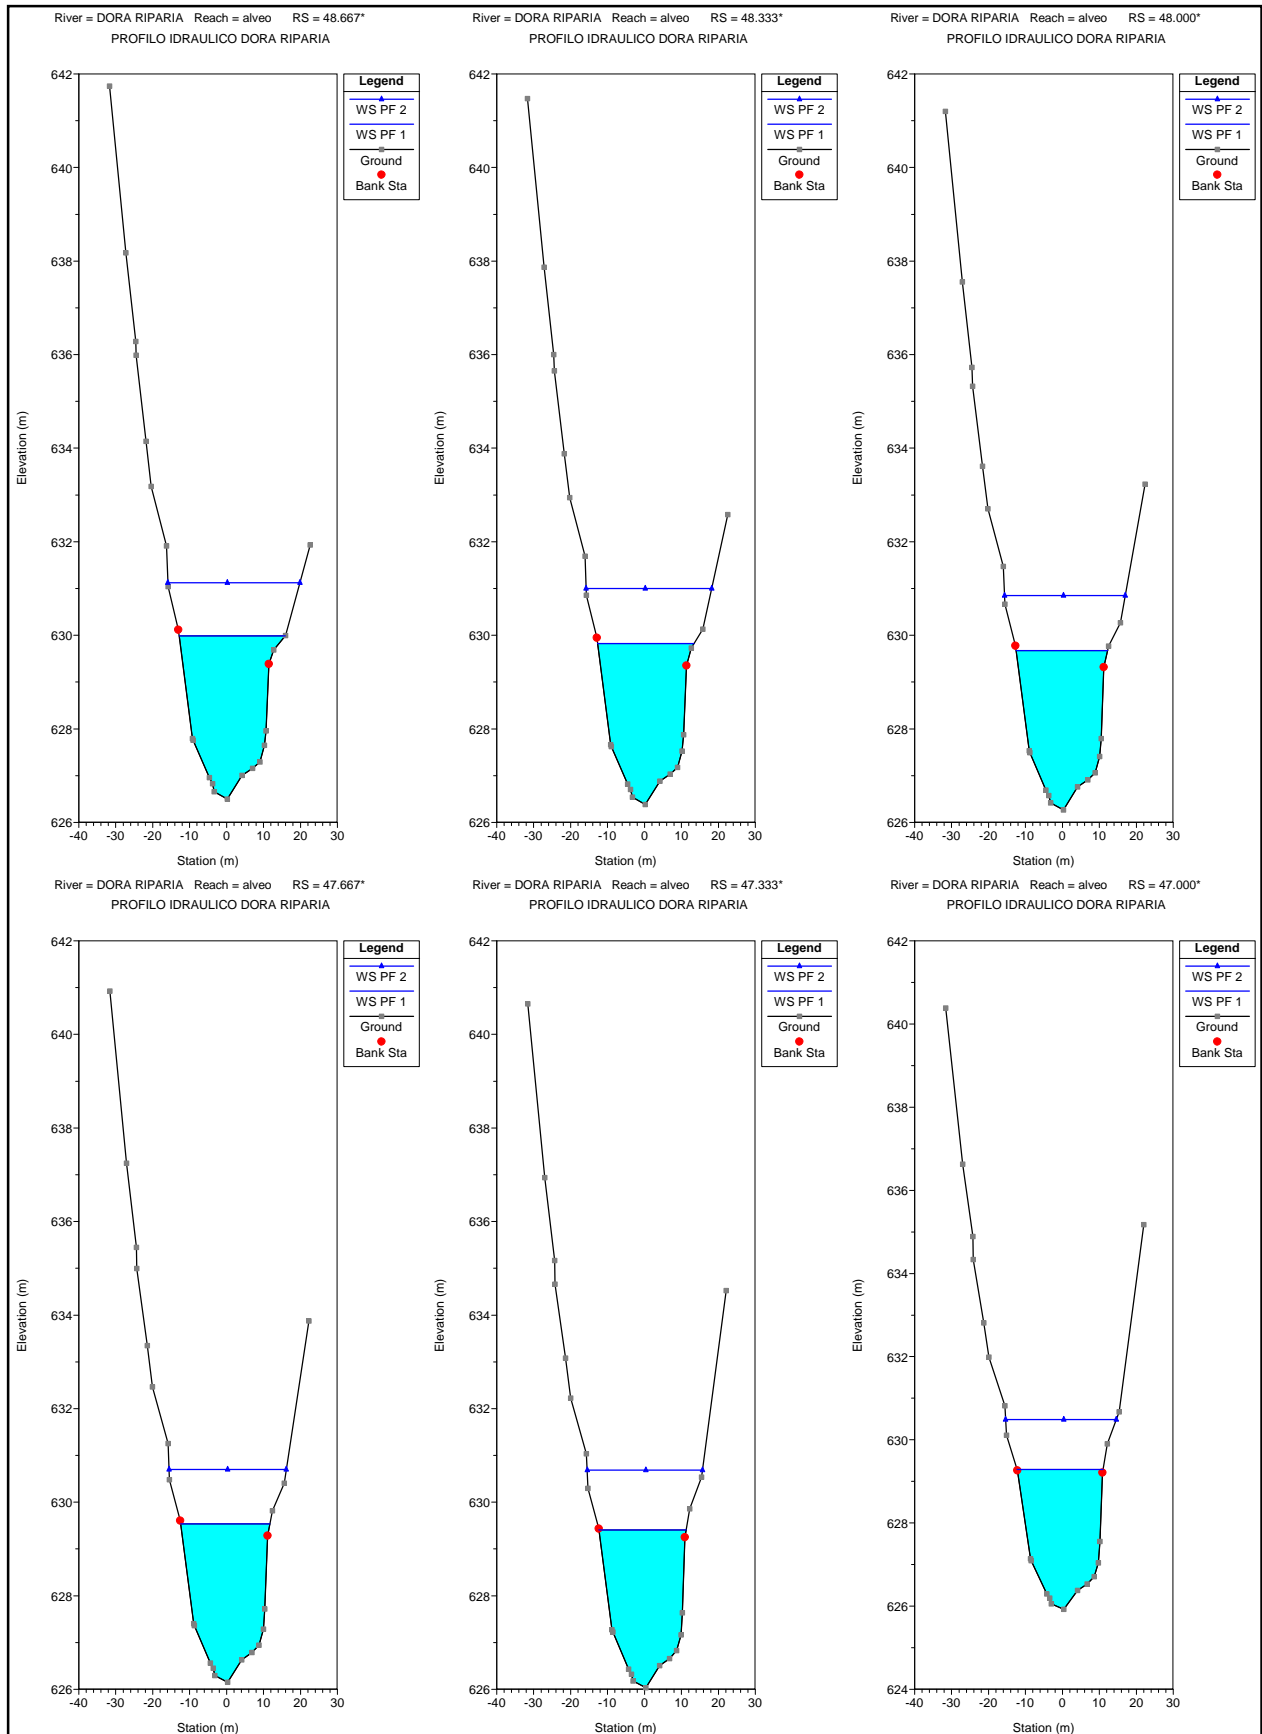 River = DORA RIPARIA Reach = alveo RS = 48.667*
PROFILO IDRAULICO DORA RIPARIA
642
640
638
636
634
632
630
628
626
-40 -30 -20 -10 0 10 20 30
Station (m)
Elevation (m)
Legend
WS PF 2
WS PF 1
Ground
Bank Sta
River = DORA RIPARIA Reach = alveo RS = 48.333*
PROFILO IDRAULICO DORA RIPARIA
642
640
638
636
634
632
630
628
626
-40 -30 -20 -10 0 10 20 30
Station (m)
Elevation (m)
Legend
WS PF 2
WS PF 1
Ground
Bank Sta
River = DORA RIPARIA Reach = alveo RS = 48.000*
PROFILO IDRAULICO DORA RIPARIA
642
640
638
636
634
632
630
628
626
-40 -30 -20 -10 0 10 20 30
Station (m)
Elevation (m)
Legend
WS PF 2
WS PF 1
Ground
Bank Sta
River = DORA RIPARIA Reach = alveo RS = 47.667*
PROFILO IDRAULICO DORA RIPARIA
642
640
638
636
634
632
630
628
626
-40 -30 -20 -10 0 10 20 30
Station (m)
Elevation (m)
Legend
WS PF 2
WS PF 1
Ground
Bank Sta
River = DORA RIPARIA Reach = alveo RS = 47.333*
PROFILO IDRAULICO DORA RIPARIA
642
640
638
636
634
632
630
628
626
-40 -30 -20 -10 0 10 20 30
Station (m)
Elevation (m)
Legend
WS PF 2
WS PF 1
Ground
Bank Sta
River = DORA RIPARIA Reach = alveo RS = 47.000*
PROFILO IDRAULICO DORA RIPARIA
642
640
638
636
634
632
630
628
626
624
-40 -30 -20 -10 0 10 20 30
Station (m)
Elevation (m)
Legend
WS PF 2
WS PF 1
Ground
Bank Sta